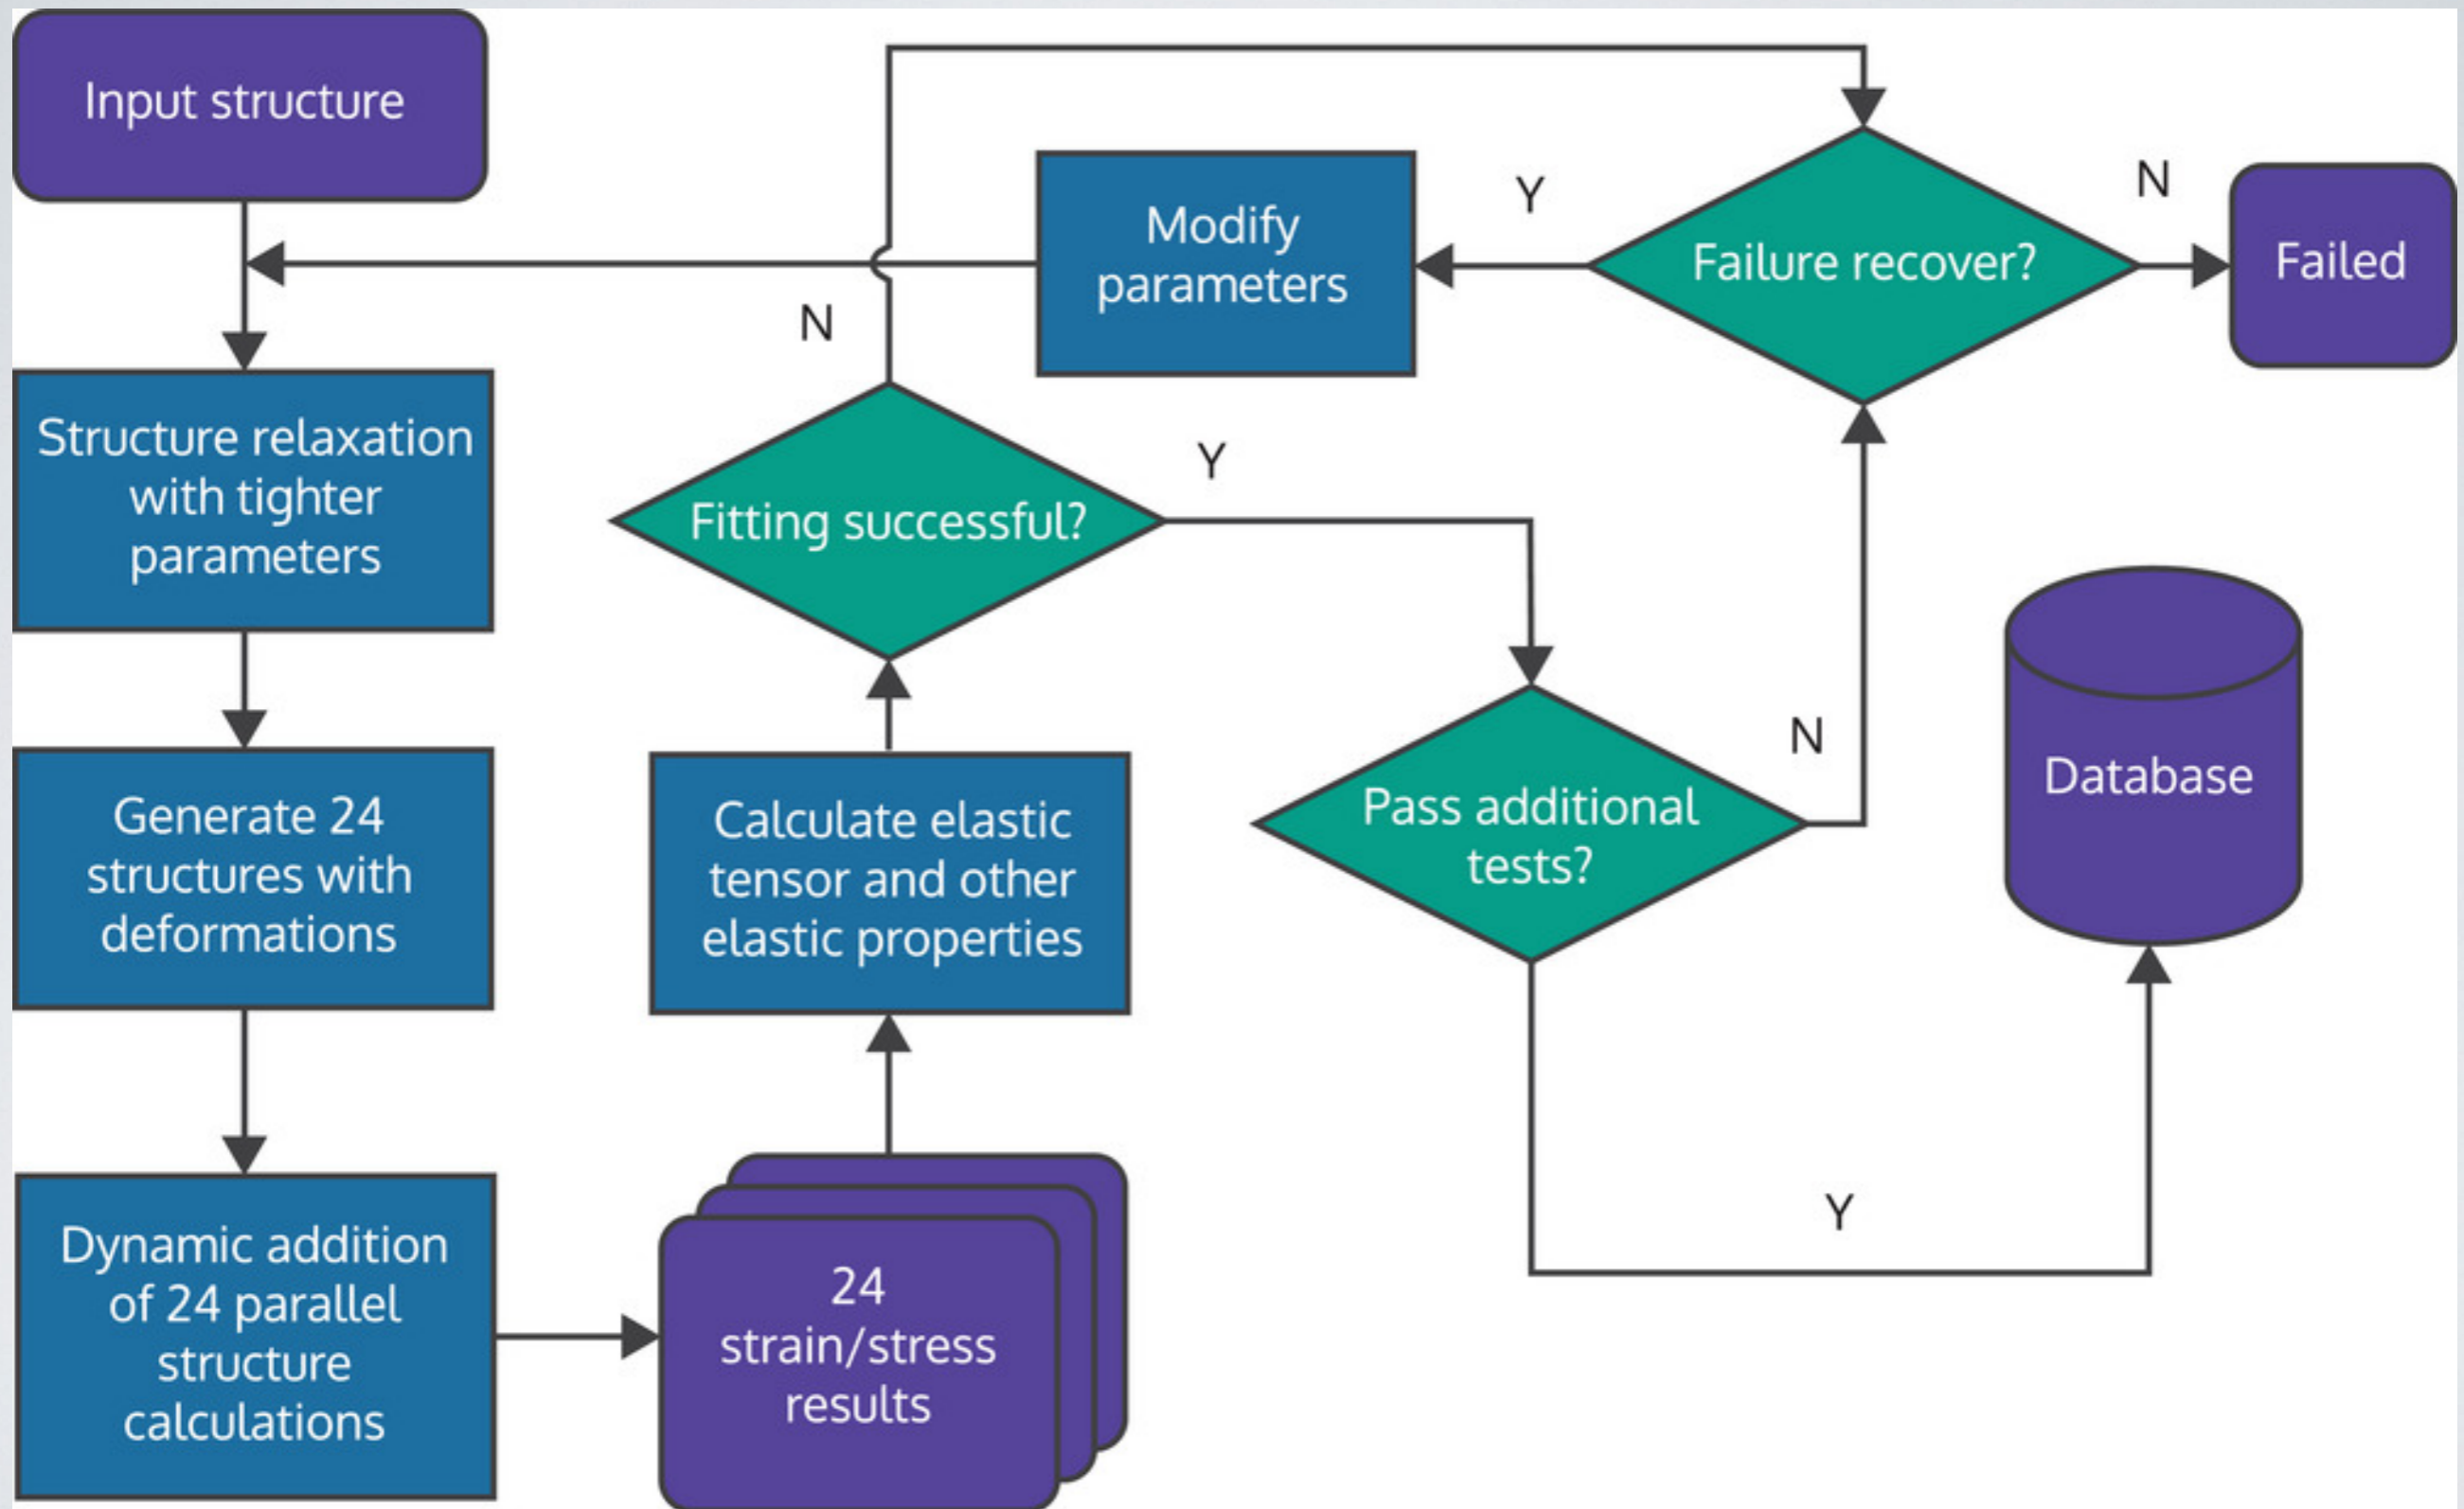 Input structure
Structure relaxation
with tighter
parameters
Generate 24
structures with
deformations
Dynamic addition
of 24 parallel
structure
calculations
24
strain/stress
results
Calculate elastic
tensor and other
elastic properties
Fitting successful?
N
Y
Modify
parameters
Y
Failure recover?
N
Failed
Pass additional
tests?
N
Y
Database